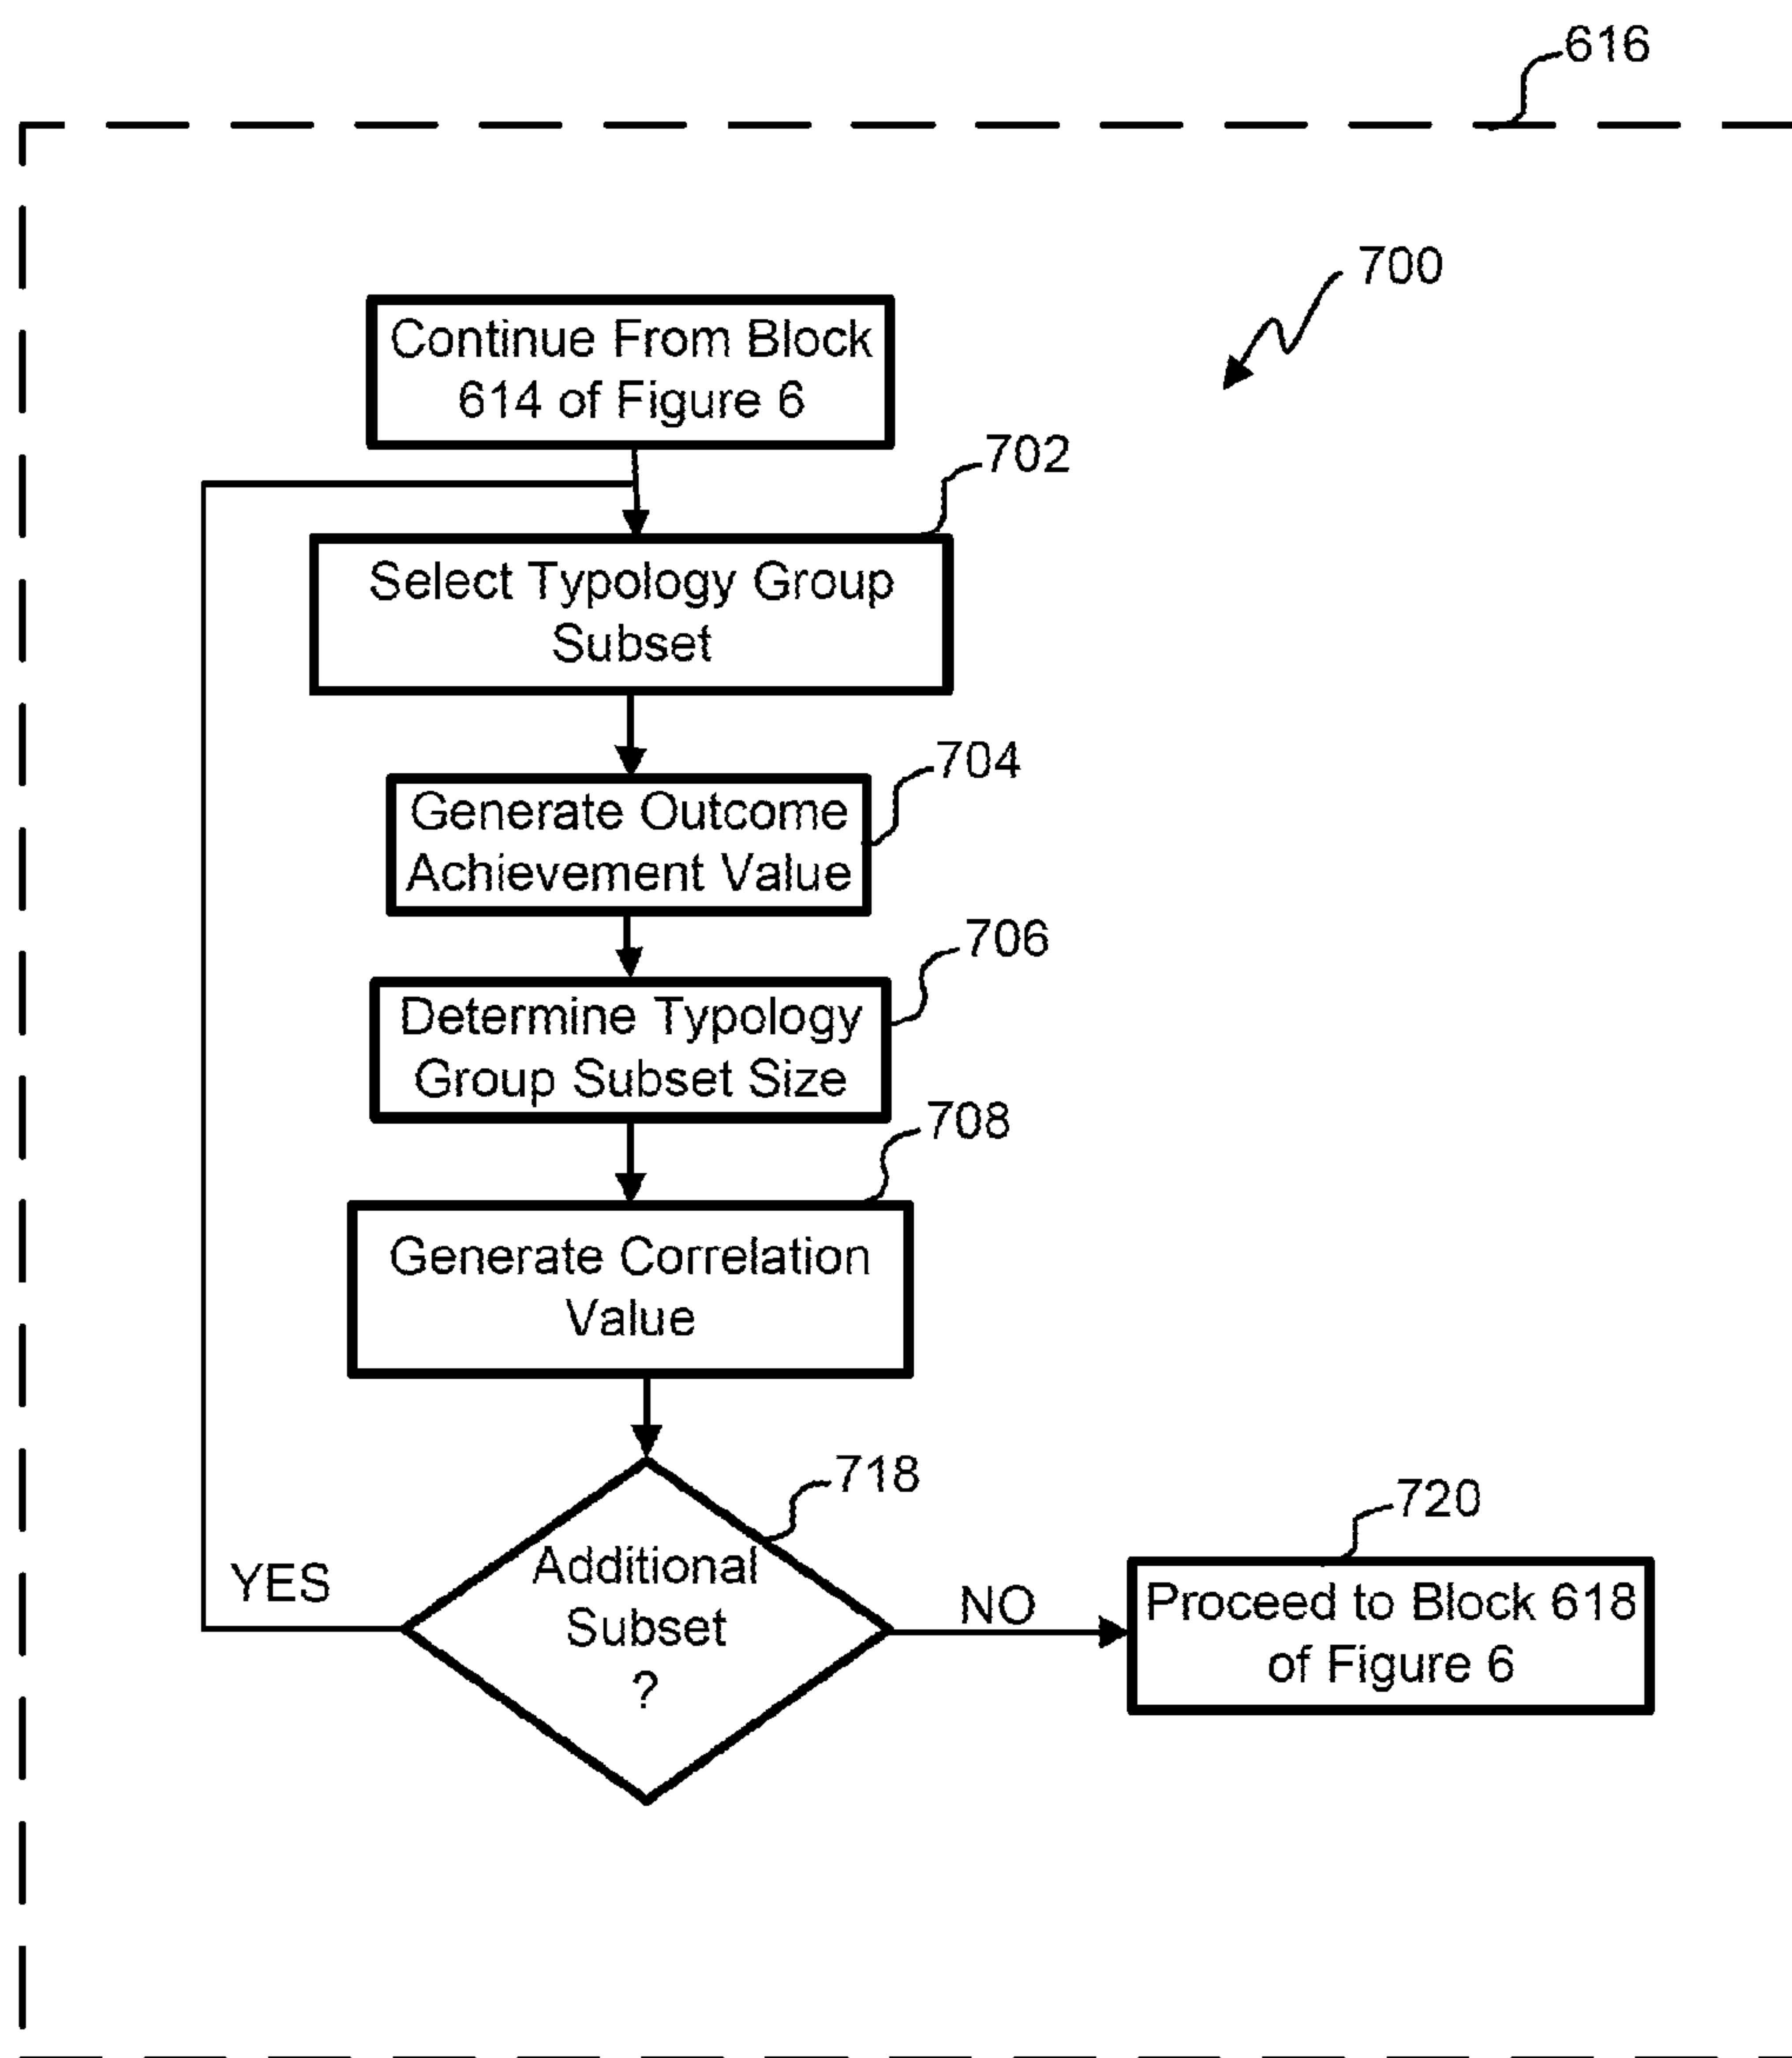 616
700
Continue From Block
614 of Figure 6
702
Select Typology Group
Subset
704
Generate Outcome
Achievement Value
706
Determine Typology
Group Subset Size
708
Generate Correlation
Value
718
Additional
Subset
?
YES
NO
720
Proceed to Block 618
of Figure 6